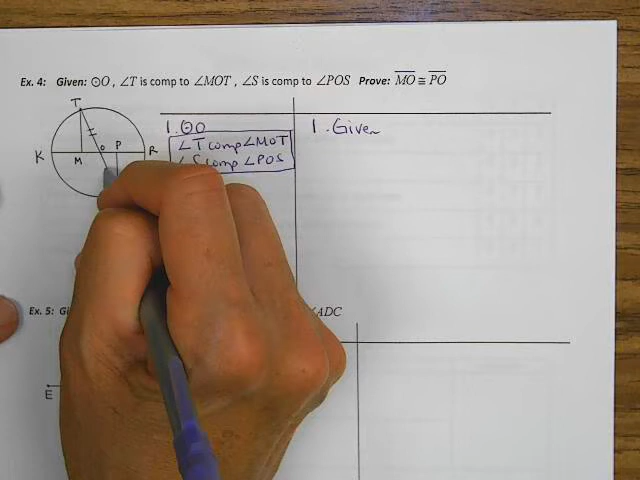 Ex. 4: Given: ⊙O, ∠T is comp to ∠MOT, ∠S is comp to ∠POS Prove: MO ≅ PO
T
K M O P R
1. ⊙O
∠T comp ∠MOT
∠S comp ∠POS
1. Given
Ex. 5: Gi
∠ADC
E